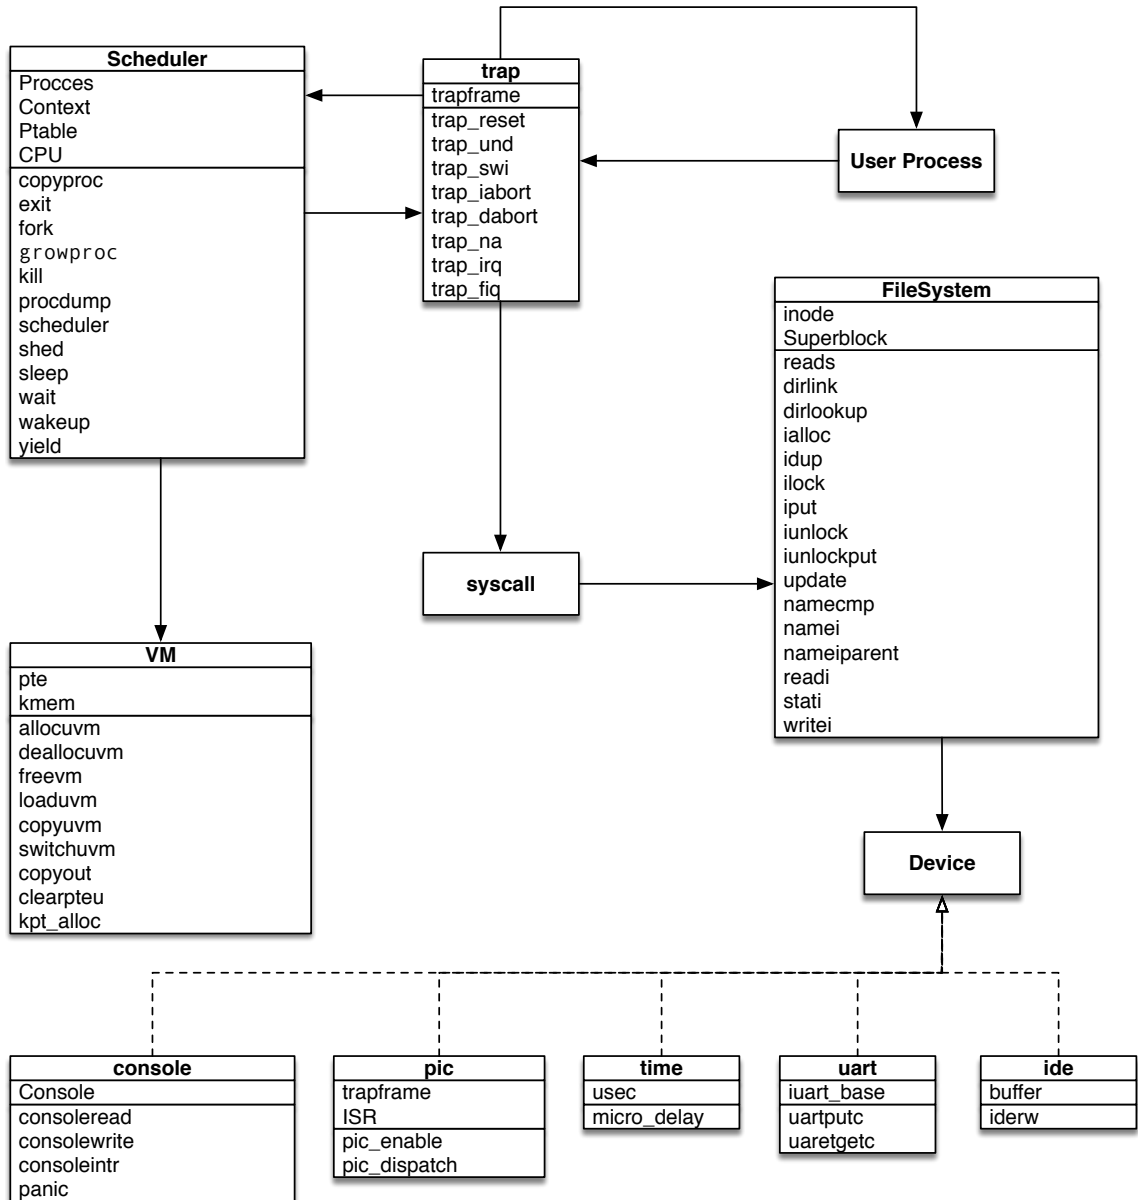 Scheduler
Procces
Context
Ptable
CPU
copyproc
exit
fork
growproc
kill
procdump
scheduler
shed
sleep
wait
wakeup
yield
trap
trapframe
trap_reset
trap_und
trap_swi
trap_iabort
trap_dabort
trap_na
trap_irq
trap_fiq
User Process
FileSystem
inode
Superblock
reads
dirlink
dirlookup
ialloc
idup
ilock
iput
iunlock
iunlockput
update
namecmp
namei
nameiparent
readi
stati
writei
syscall
VM
pte
kmem
allocuvm
deallocuvm
freevm
loaduvm
copyuvm
switchuvm
copyout
clearpteu
kpt_alloc
Device
console
Console
consoleread
consolewrite
consoleintr
panic
pic
trapframe
ISR
pic_enable
pic_dispatch
time
usec
micro_delay
uart
iuart_base
uartputc
uaretgetc
ide
buffer
iderw